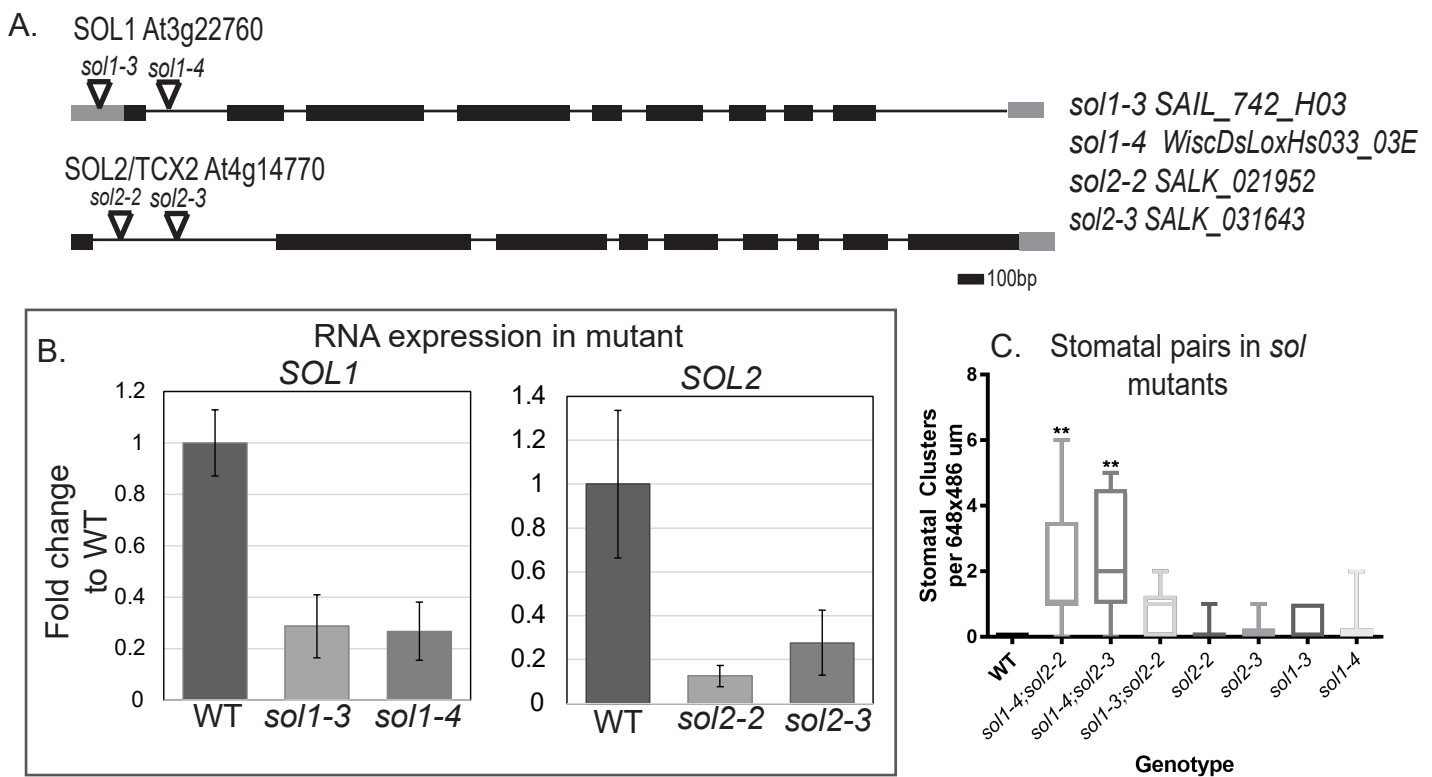 A.
SOL1 At3g22760
sol1-3 sol1-4
SOL2/TCX2 At4g14770
sol2-2 sol2-3
sol1-3 SAIL_742_H03
sol1-4 WiscDsLoxHs033_03E
sol2-2 SALK_021952
sol2-3 SALK_031643
100bp
B.
RNA expression in mutant
SOL1
Fold change
to WT
1.2
1
0.8
0.6
0.4
0.2
0
WT sol1-3 sol1-4
SOL2
1.4
1.2
1
0.8
0.6
0.4
0.2
0
WT sol2-2 sol2-3
C. Stomatal pairs in sol
mutants
Stomatal Clusters
per 648x486 um
8
6
4
2
0
**
**
WT
sol1-4;sol2-2
sol1-4;sol2-3
sol1-3;sol2-2
sol2-2
sol2-3
sol1-3
sol1-4
Genotype